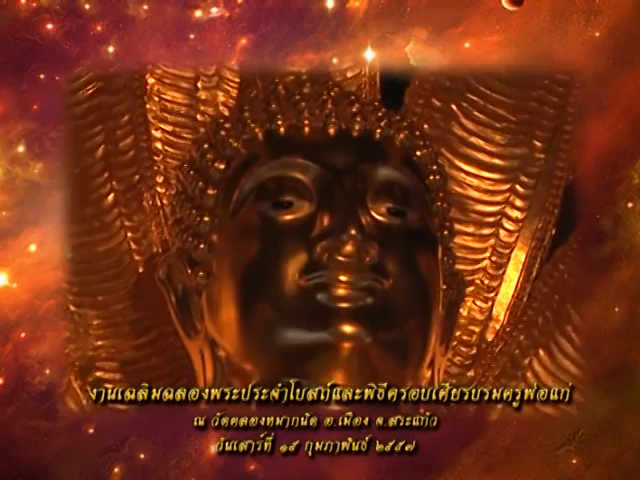 งานเฉลิมฉลองพระประจำโบสถ์และพิธีครอบเศียรบรมครูพ่อแก่
ณ วัดคลองหมากนัด อ.เมือง จ.สระแก้ว
วันเสาร์ที่ ๑๕ กุมภาพันธ์ ๒๕๕๗